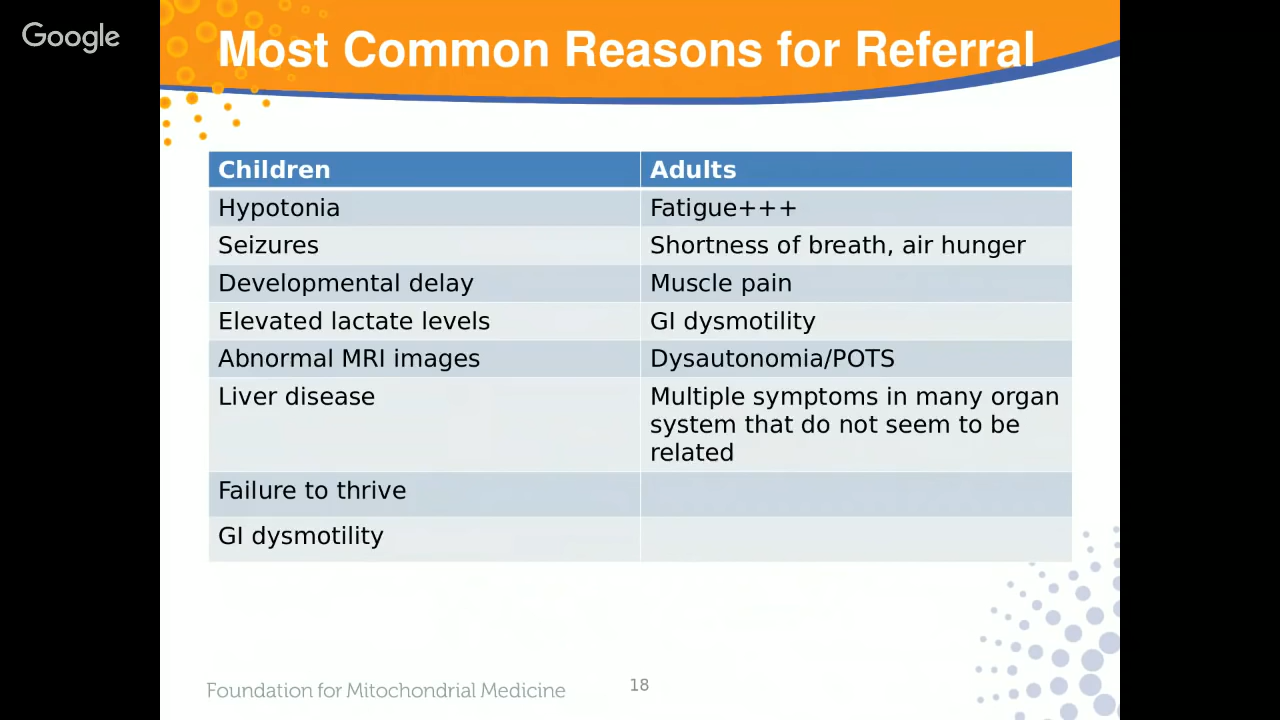 Google
Most Common Reasons for Referral
Children
Adults
Hypotonia
Fatigue+++
Seizures
Shortness of breath, air hunger
Developmental delay
Muscle pain
Elevated lactate levels
GI dysmotility
Abnormal MRI images
Dysautonomia/POTS
Liver disease
Multiple symptoms in many organ
system that do not seem to be
related
Failure to thrive
GI dysmotility
Foundation for Mitochondrial Medicine
18